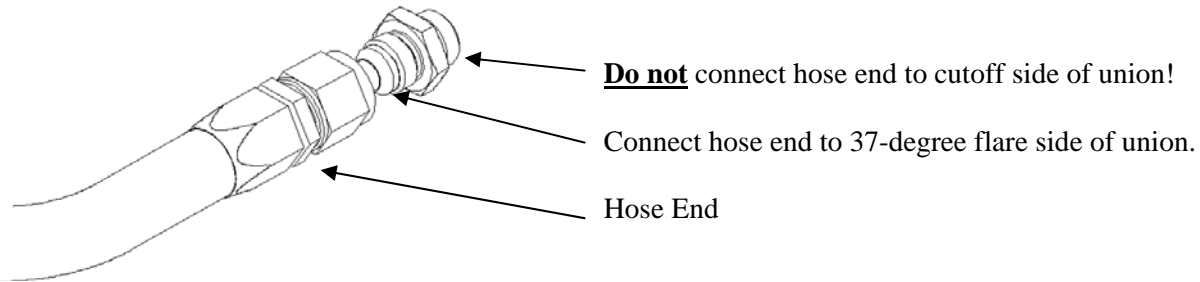 Do not connect hose end to cutoff side of union!
Connect hose end to 37-degree flare side of union.
Hose End